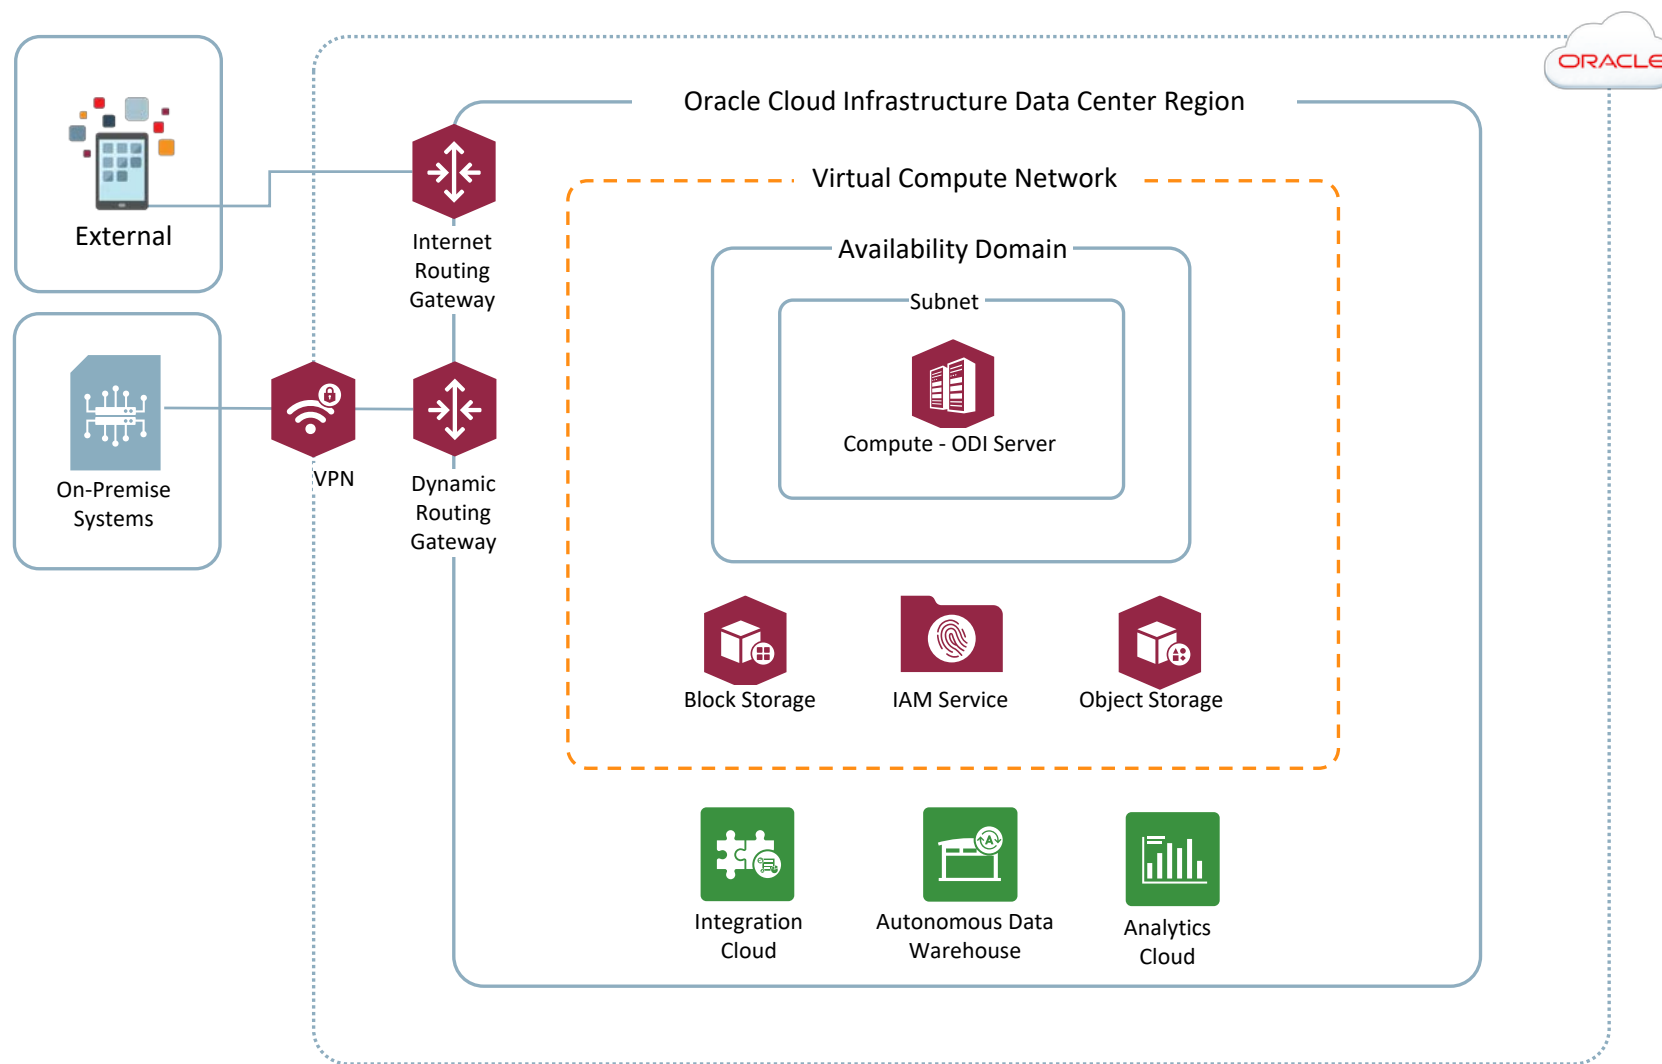 ORACLE
Oracle Cloud Infrastructure Data Center Region
Virtual Compute Network
External
Internet
Routing
Gateway
Availability Domain
Subnet
Compute - ODI Server
On-Premise
Systems
VPN
Dynamic
Routing
Gateway
Block Storage
IAM Service
Object Storage
A
Integration
Cloud
Autonomous Data
Warehouse
Analytics
Cloud